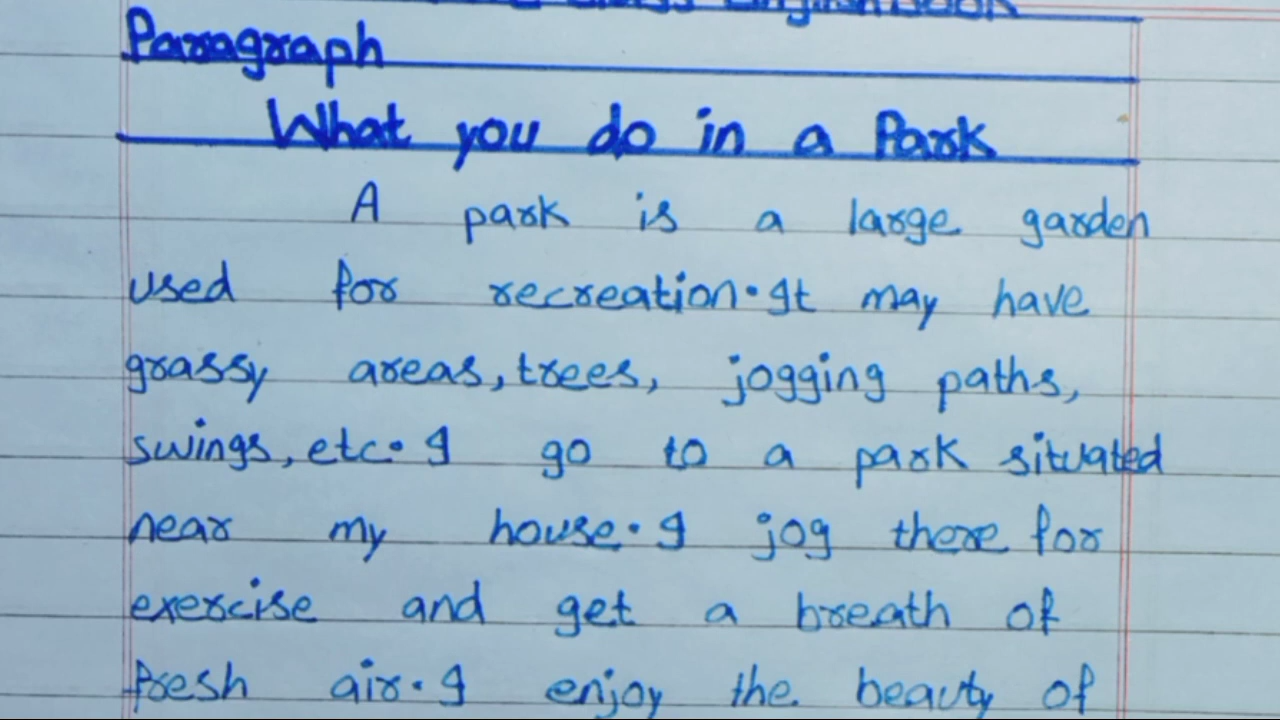 Paragraph
What you do in a Park
A park is a large garden
used for recreation. It may have
grassy areas, trees, jogging paths,
swings, etc. I go to a park situated
near my house. I jog there for
exercise and get a breath of
fresh air. I enjoy the beauty of